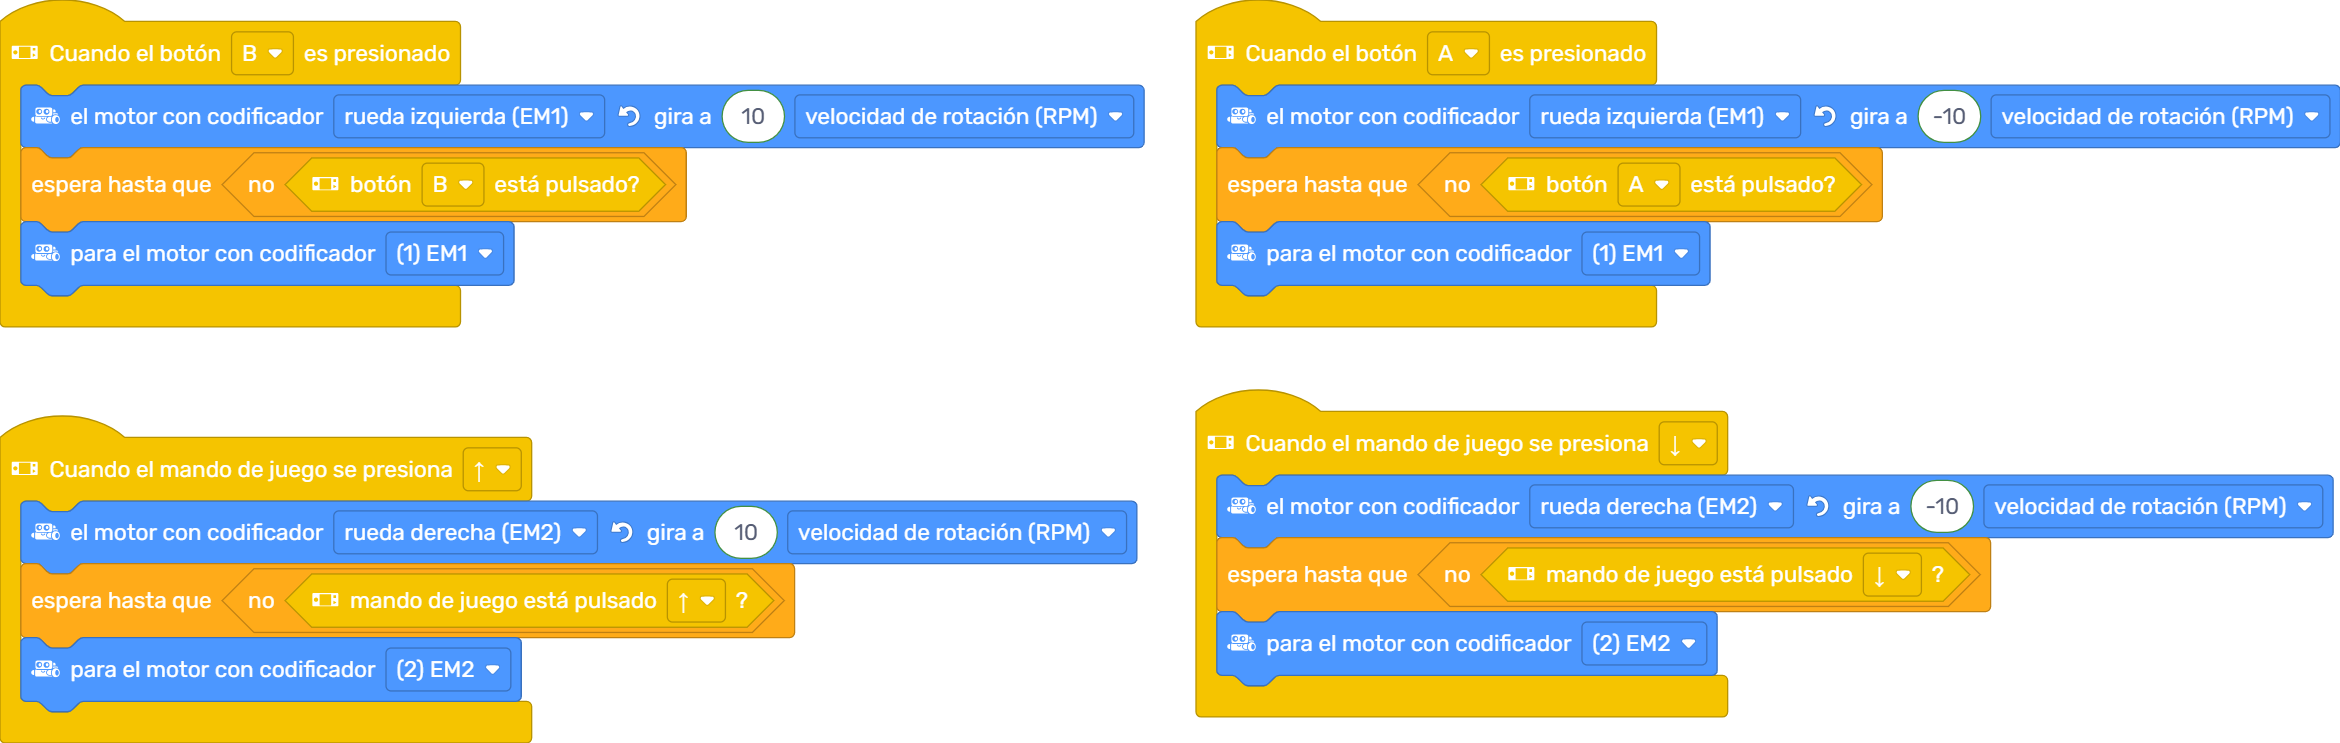 Cuando el botón B es presionado
el motor con codificador rueda izquierda (EM1) gira a 10 velocidad de rotación (RPM)
espera hasta que no botón B está pulsado?
para el motor con codificador (1) EM1
Cuando el botón A es presionado
el motor con codificador rueda izquierda (EM1) gira a -10 velocidad de rotación (RPM)
espera hasta que no botón A está pulsado?
para el motor con codificador (1) EM1
Cuando el mando de juego se presiona ↑
el motor con codificador rueda derecha (EM2) gira a 10 velocidad de rotación (RPM)
espera hasta que no mando de juego está pulsado ↑ ?
para el motor con codificador (2) EM2
Cuando el mando de juego se presiona ↓
el motor con codificador rueda derecha (EM2) gira a -10 velocidad de rotación (RPM)
espera hasta que no mando de juego está pulsado ↓ ?
para el motor con codificador (2) EM2